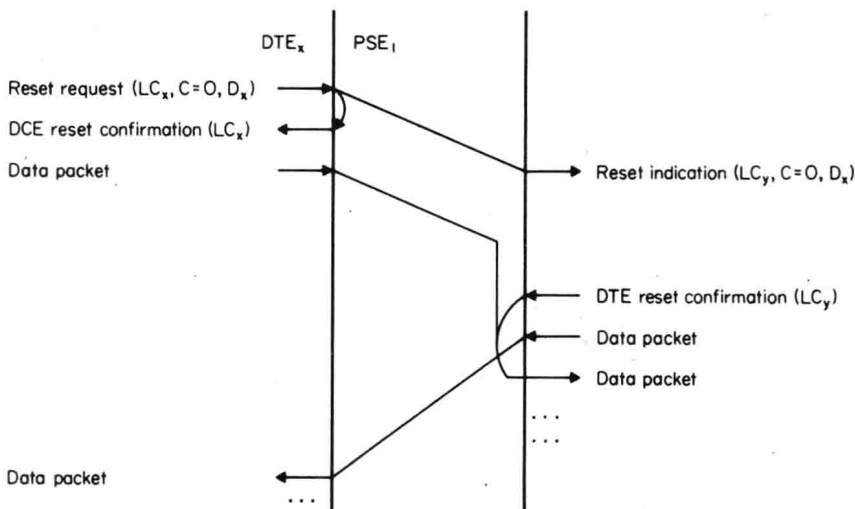 DTEx PSE1
Reset request (LCx, C=O, Dx)
DCE reset confirmation (LCx)
Data packet
Reset indication (LCy, C=O, Dx)
DTE reset confirmation (LCy)
Data packet
Data packet
...
...
Data packet
...